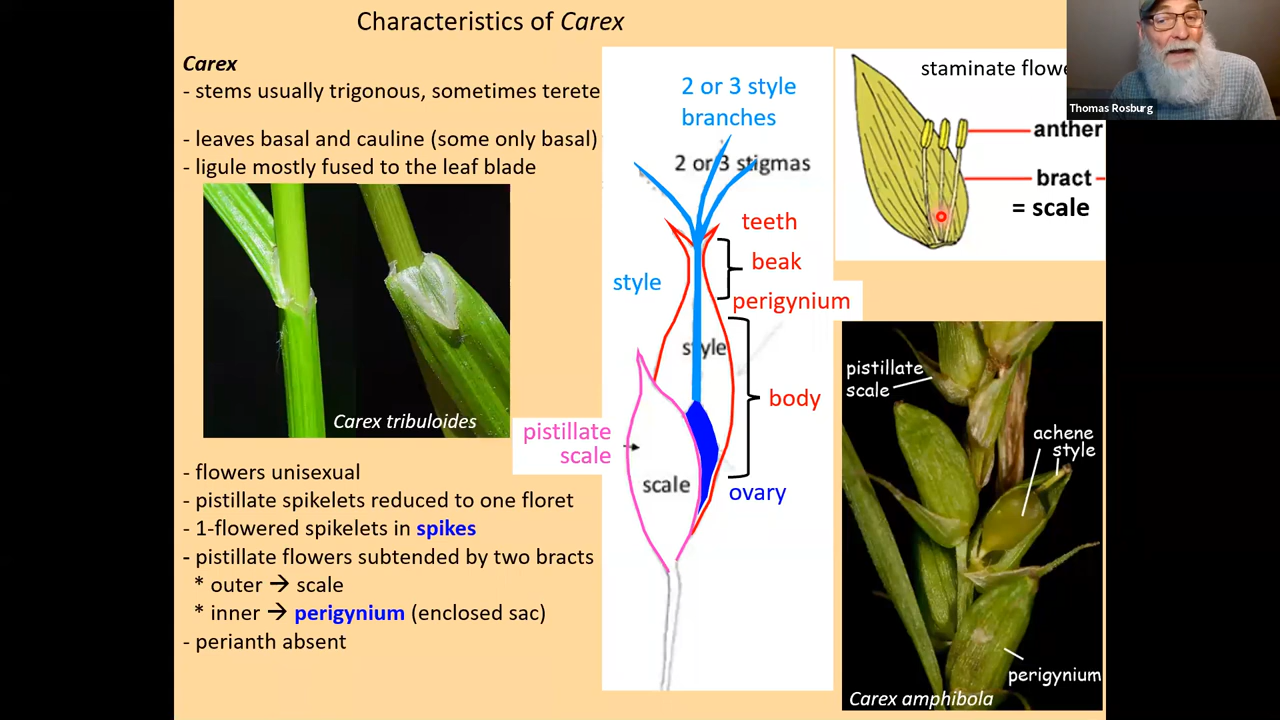 Characteristics of Carex
Carex
- stems usually trigonous, sometimes terete
- leaves basal and cauline (some only basal)
- ligule mostly fused to the leaf blade
Carex tribuloides
- flowers unisexual
- pistillate spikelets reduced to one floret
- 1-flowered spikelets in spikes
- pistillate flowers subtended by two bracts
* outer → scale
* inner → perigynium (enclosed sac)
- perianth absent
2 or 3 style
branches
2 or 3 stigmas
teeth
beak
style
perigynium
style
body
pistillate
scale
scale
ovary
staminate flowe
anther
bract
= scale
Thomas Rosburg
pistillate
scale
achene
style
perigynium
Carex amphibola